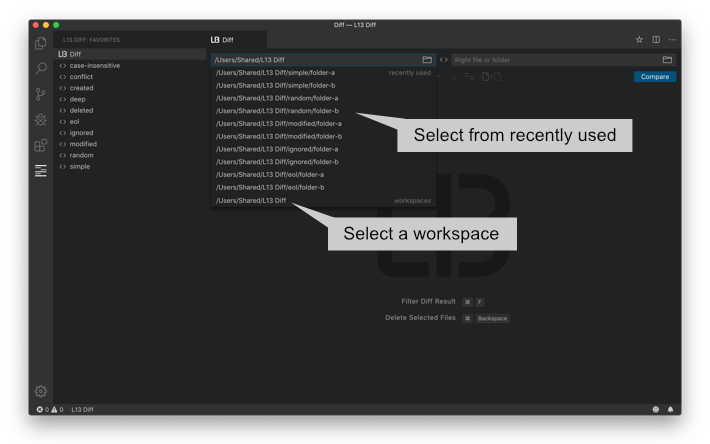 Diff — L13 Diff
L13 DIFF: FAVORITES
L13 Diff
L13 Diff
case-insensitive
conflict
created
deep
deleted
eol
ignored
modified
random
simple
/Users/Shared/L13 Diff
Right file or folder
Compare
/Users/Shared/L13 Diff/simple/folder-a recently used
/Users/Shared/L13 Diff/simple/folder-b
/Users/Shared/L13 Diff/random/folder-a
/Users/Shared/L13 Diff/random/folder-b
/Users/Shared/L13 Diff/modified/folder-a
/Users/Shared/L13 Diff/modified/folder-b
/Users/Shared/L13 Diff/ignored/folder-a
/Users/Shared/L13 Diff/ignored/folder-b
/Users/Shared/L13 Diff/eol/folder-a
/Users/Shared/L13 Diff/eol/folder-b
/Users/Shared/L13 Diff workspaces
Select from recently used
Select a workspace
L13
Filter Diff Result ⌘ F
Delete Selected Files ⌘ Backspace
0 0 L13 Diff